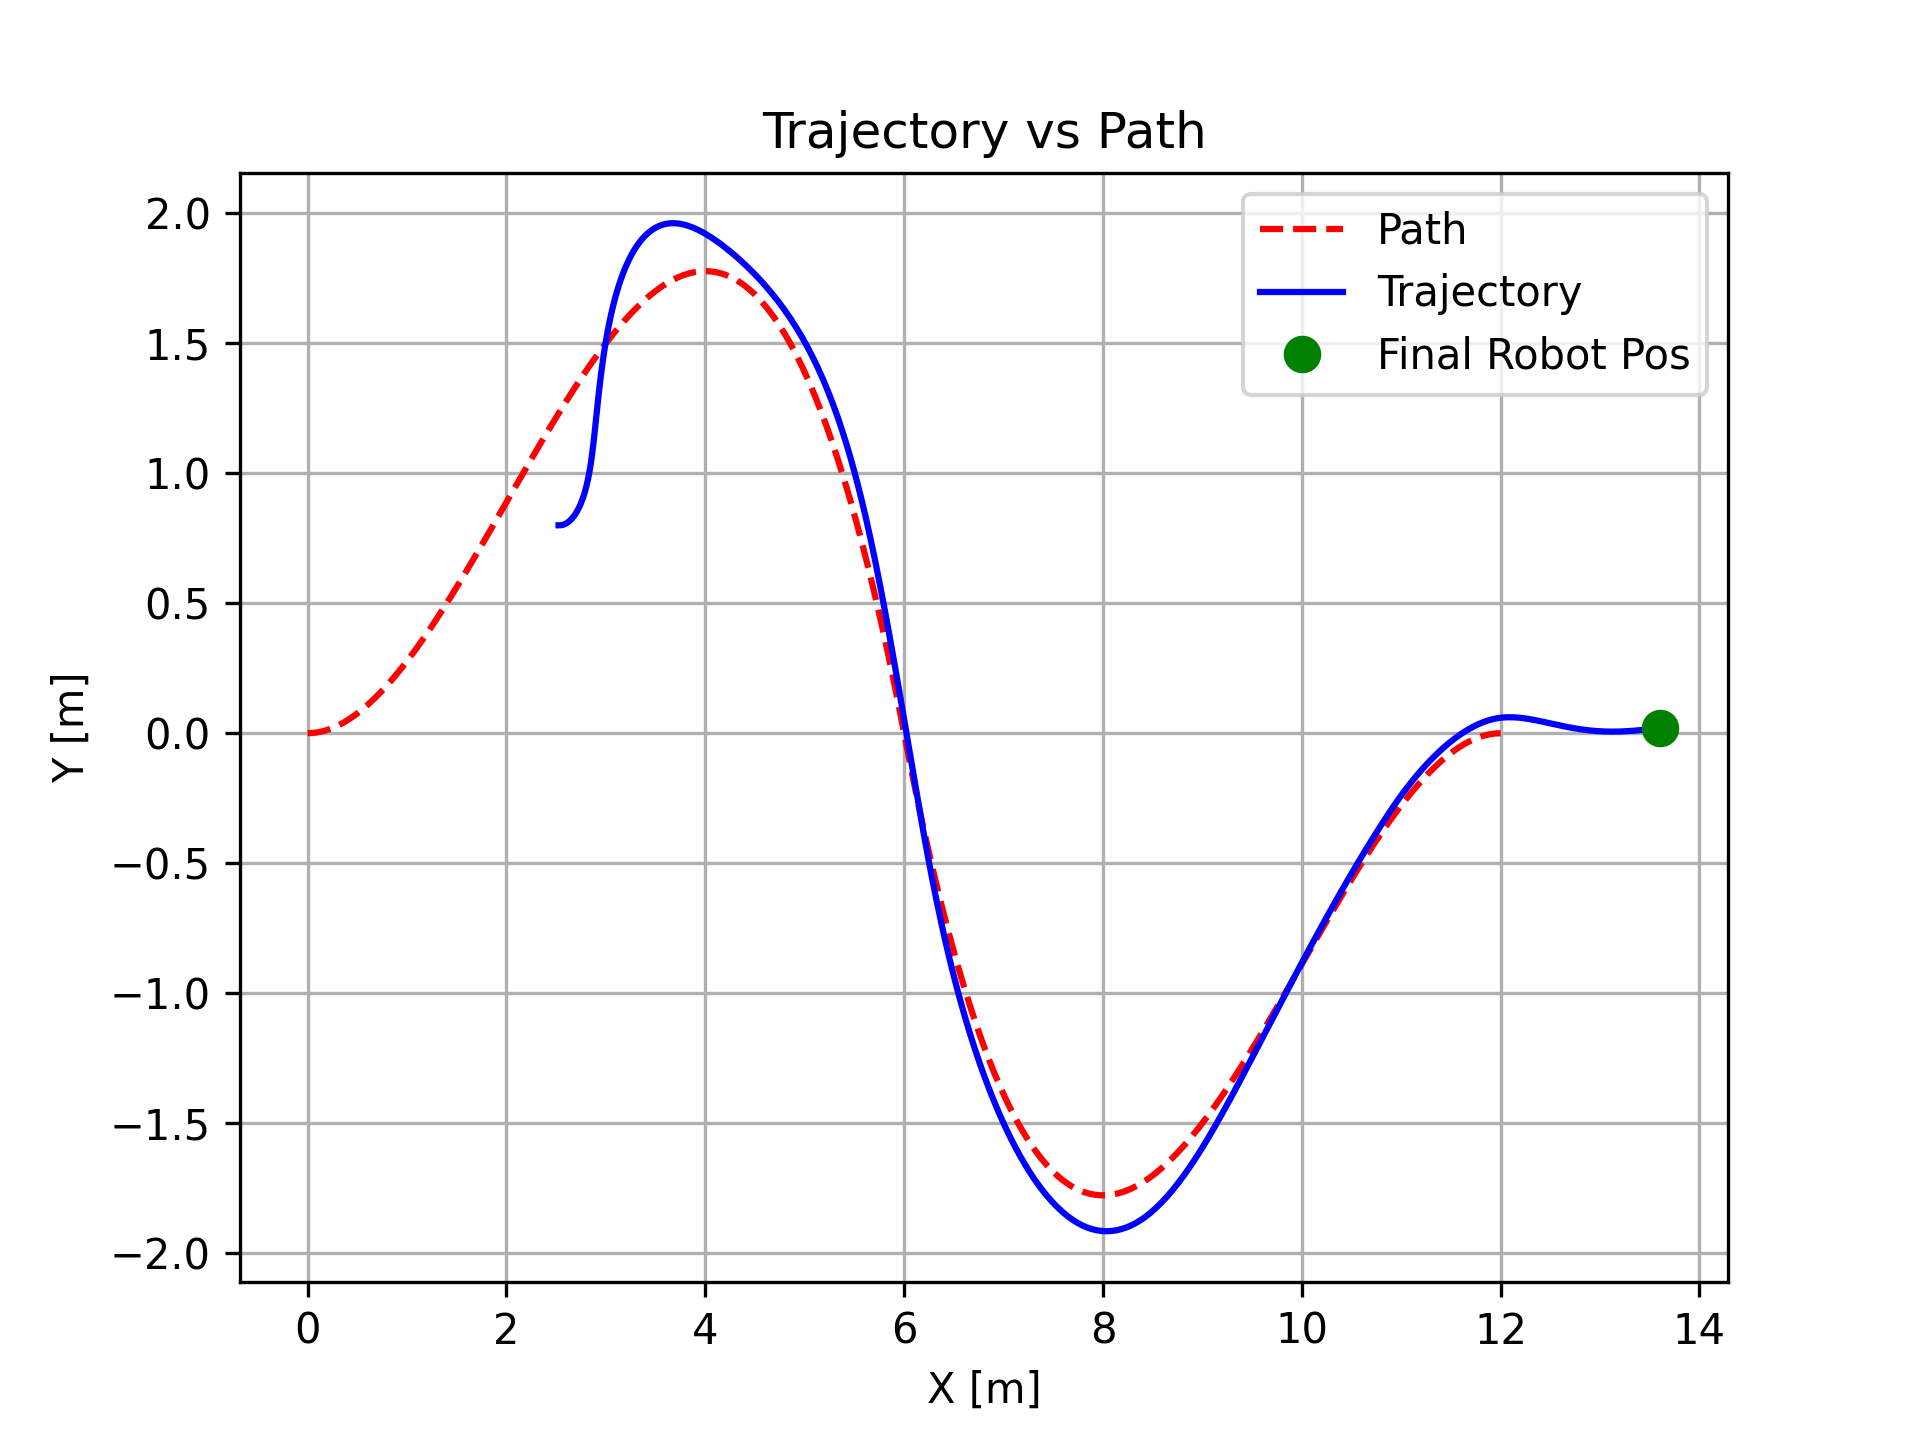 Trajectory vs Path
Path
Trajectory
Final Robot Pos
2.0
1.5
1.0
0.5
0.0
−0.5
−1.0
−1.5
−2.0
Y [m]
0 2 4 6 8 10 12 14
X [m]